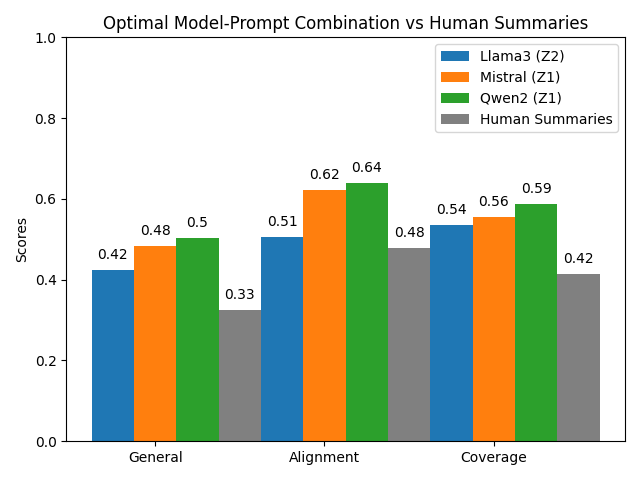 Optimal Model-Prompt Combination vs Human Summaries
1.0
0.8
0.6
0.4
0.2
0.0
Scores
Llama3 (Z2)
Mistral (Z1)
Qwen2 (Z1)
Human Summaries
0.42
0.48
0.5
0.33
0.51
0.62
0.64
0.48
0.54
0.56
0.59
0.42
General
Alignment
Coverage